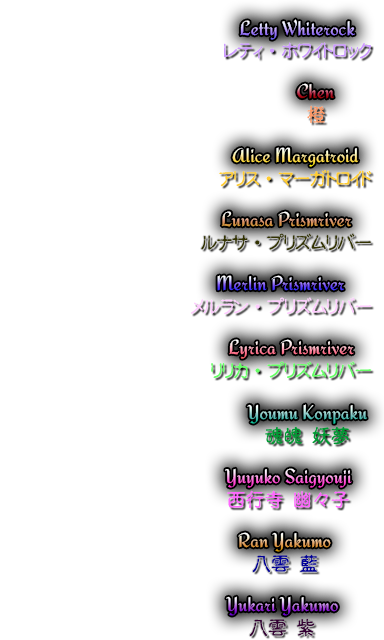 Letty Whiterock
レティ・ホワイトロック
Chen
橙
Alice Margatroid
アリス・マーガトロイド
Lunasa Prismriver
ルナサ・プリズムリバー
Merlin Prismriver
メルラン・プリズムリバー
Lyrica Prismriver
リリカ・プリズムリバー
Youmu Konpaku
魂魄 妖夢
Yuyuko Saigyouji
西行寺 幽々子
Ran Yakumo
八雲 藍
Yukari Yakumo
八雲 紫